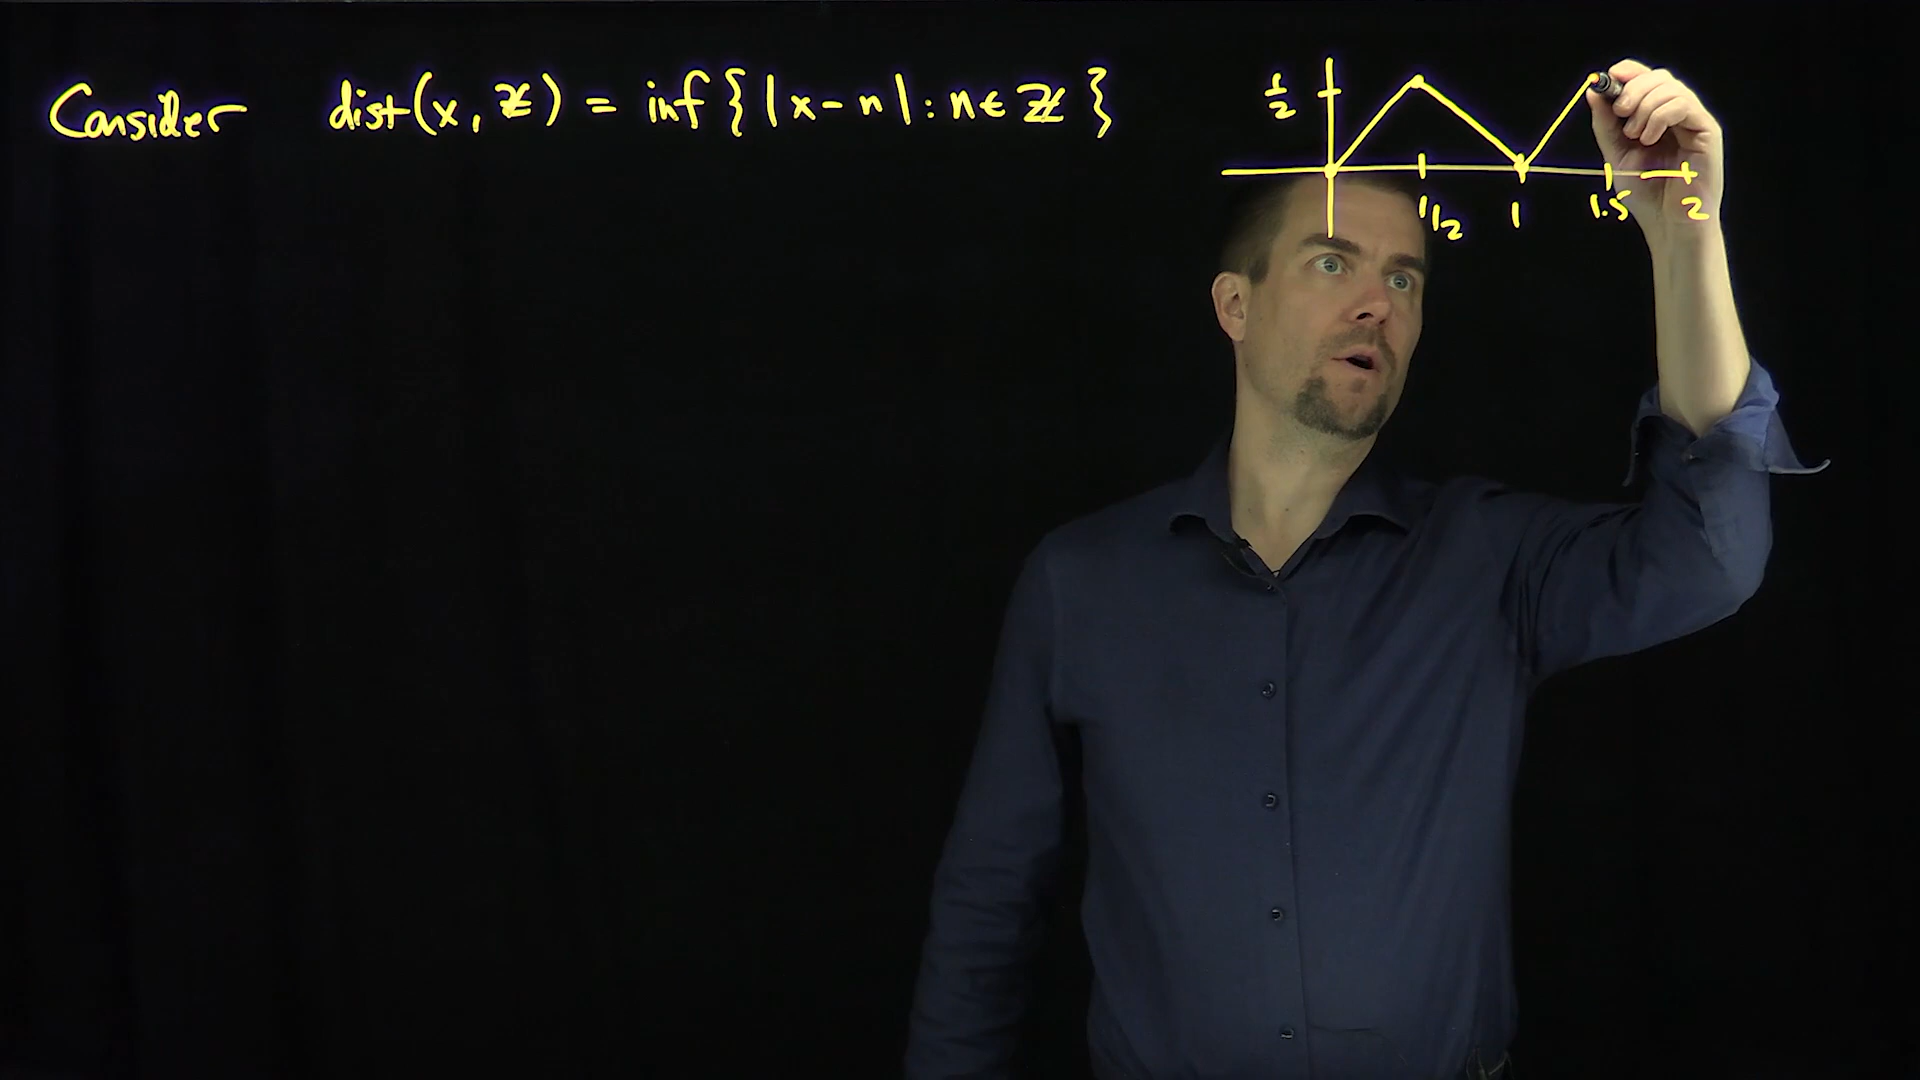 Consider dist(x, ℤ) = inf{|x-n| : n ∈ ℤ}
1/2
1/2 1 1.5 2